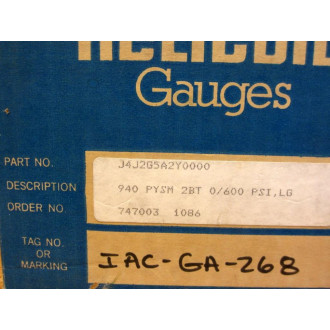 Gauges
PART NO. J4J2G5A2Y0000
DESCRIPTION 940 PYSM 2BT 0/600 PSI,LG
ORDER NO. 747003 1086
TAG NO.
OR
MARKING
IAC-GA-268